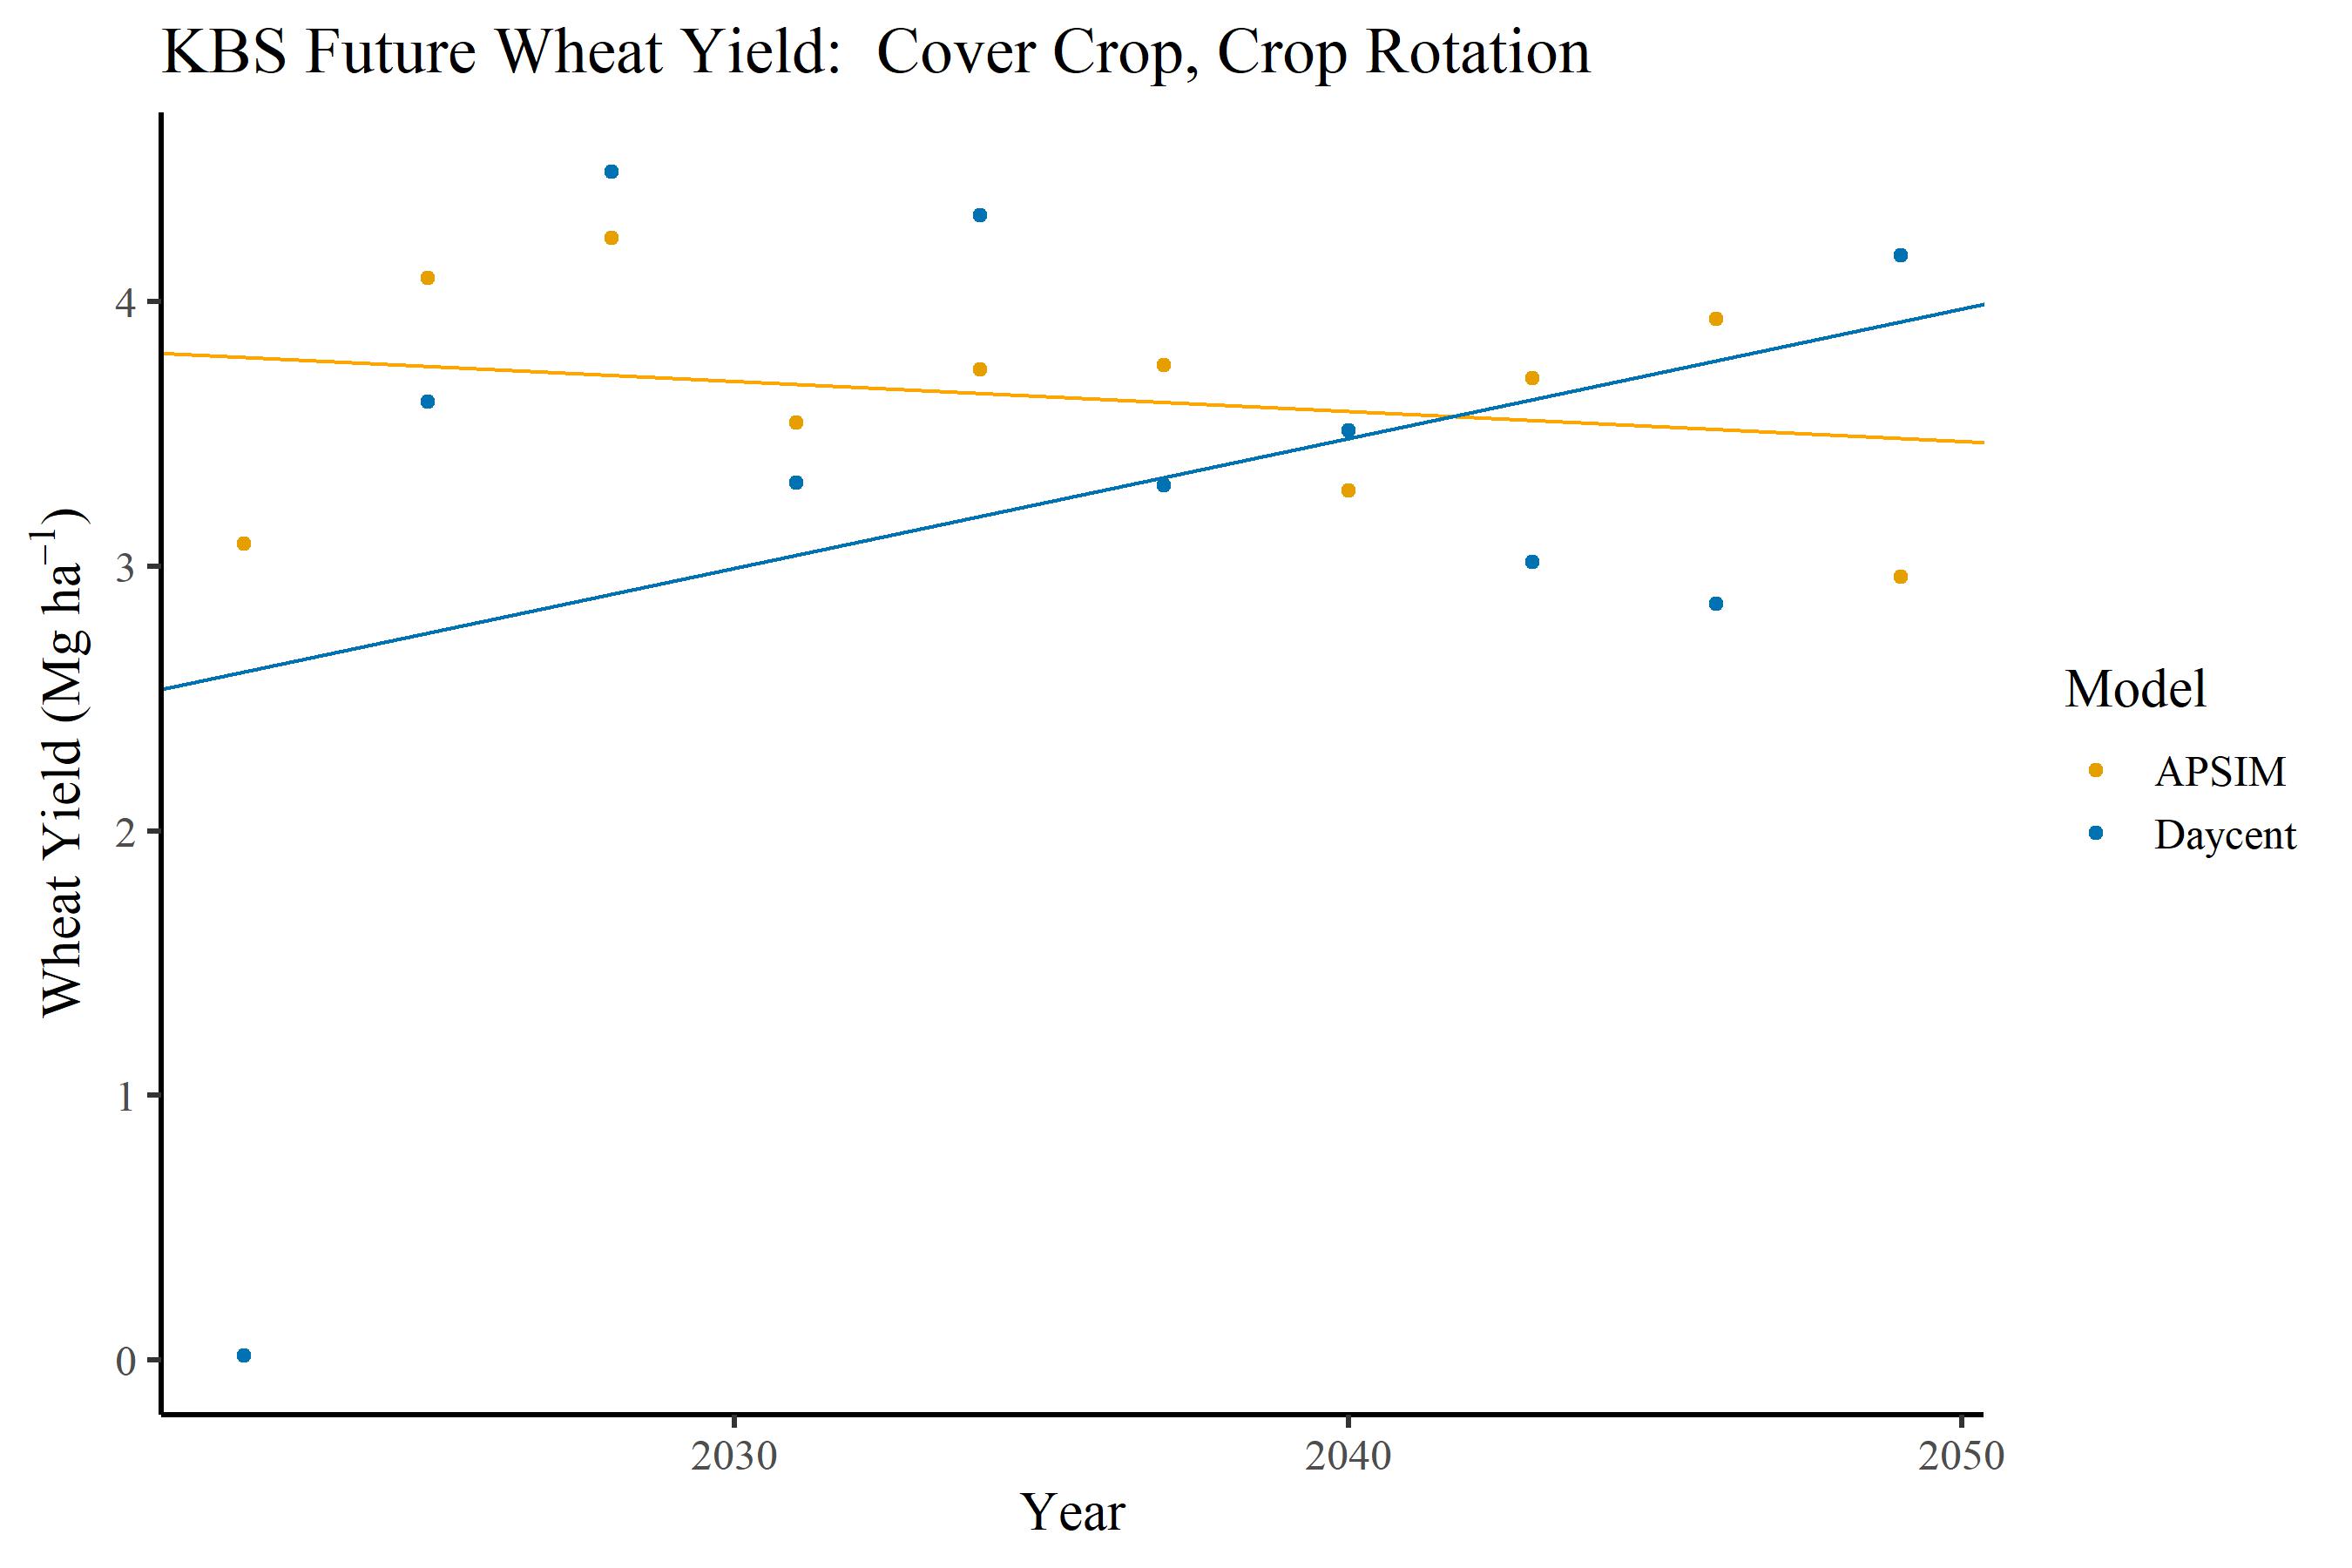 KBS Future Wheat Yield:  Cover Crop, Crop Rotation
Wheat Yield (Mg ha⁻¹)
4
3
2
1
0
2030 2040 2050
Year
Model
APSIM
Daycent